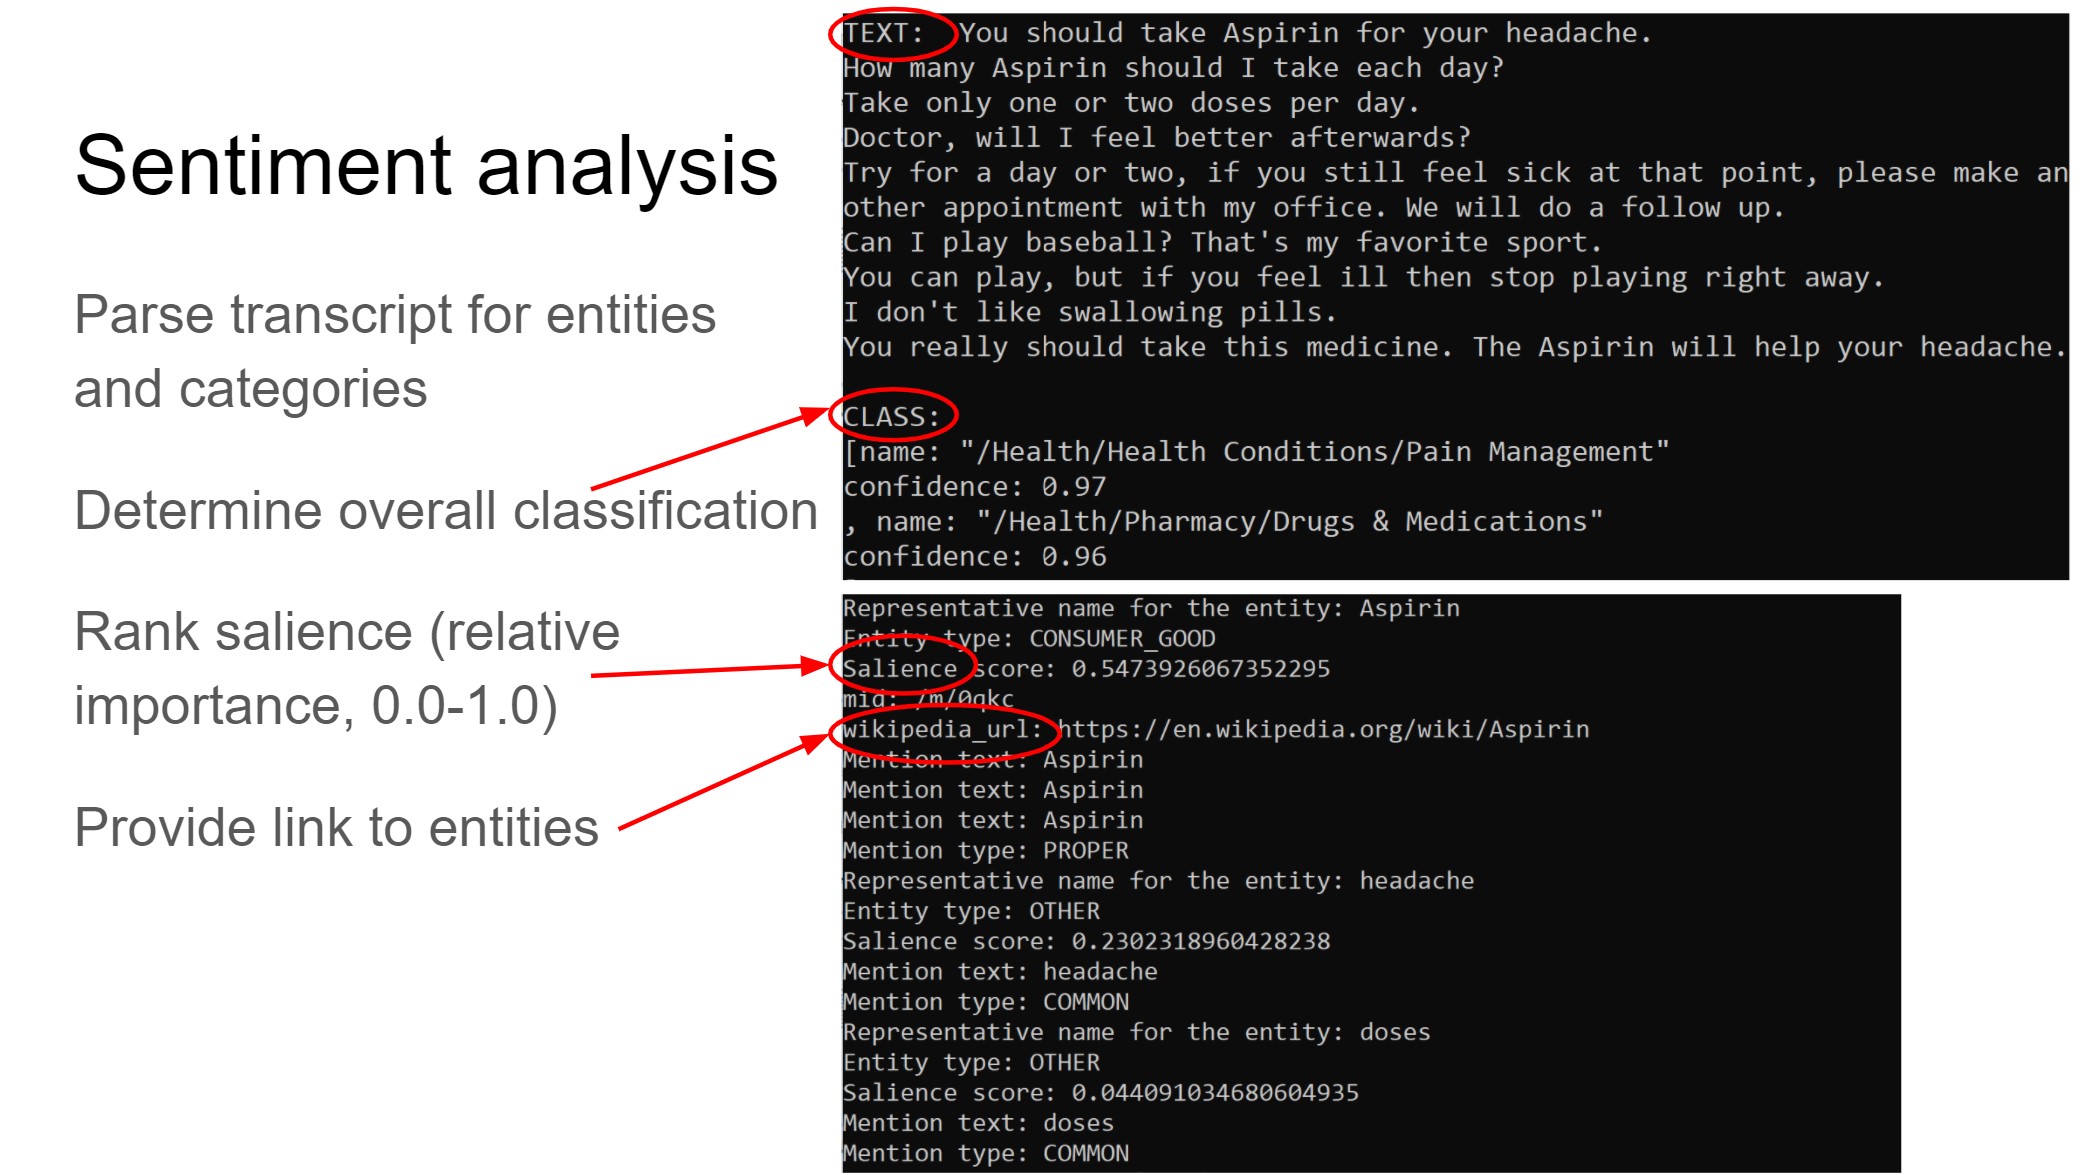 Sentiment analysis
Parse transcript for entities
and categories
Determine overall classification
Rank salience (relative
importance, 0.0-1.0)
Provide link to entities
TEXT: You should take Aspirin for your headache.
How many Aspirin should I take each day?
Take only one or two doses per day.
Doctor, will I feel better afterwards?
Try for a day or two, if you still feel sick at that point, please make an
other appointment with my office. We will do a follow up.
Can I play baseball? That's my favorite sport.
You can play, but if you feel ill then stop playing right away.
I don't like swallowing pills.
You really should take this medicine. The Aspirin will help your headache.
CLASS:
[name: "/Health/Health Conditions/Pain Management"
confidence: 0.97
, name: "/Health/Pharmacy/Drugs & Medications"
confidence: 0.96
Representative name for the entity: Aspirin
Entity type: CONSUMER_GOOD
Salience score: 0.5473926067352295
mid: /m/0qkc
wikipedia_url: https://en.wikipedia.org/wiki/Aspirin
Mention text: Aspirin
Mention text: Aspirin
Mention text: Aspirin
Mention type: PROPER
Representative name for the entity: headache
Entity type: OTHER
Salience score: 0.2302318960428238
Mention text: headache
Mention type: COMMON
Representative name for the entity: doses
Entity type: OTHER
Salience score: 0.044091034680604935
Mention text: doses
Mention type: COMMON